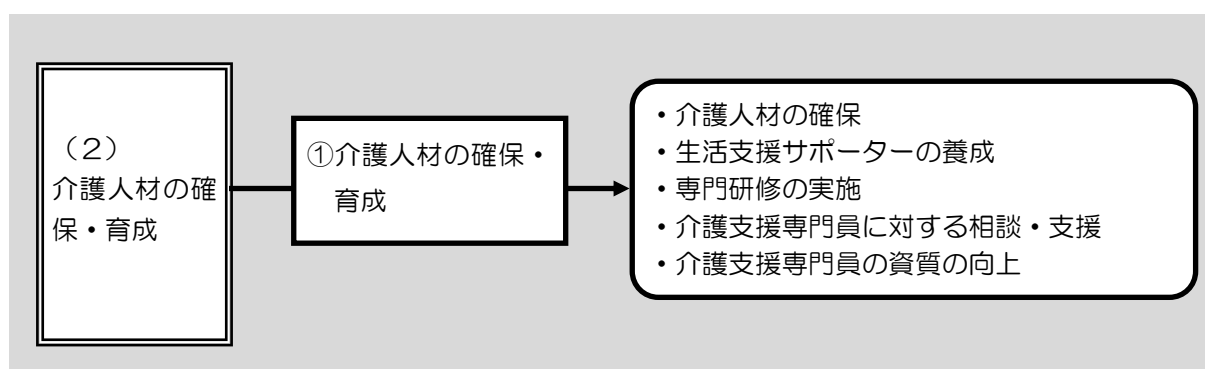 （２）
介護人材の確
保・育成
①介護人材の確保・
育成
・介護人材の確保
・生活支援サポーターの養成
・専門研修の実施
・介護支援専門員に対する相談・支援
・介護支援専門員の資質の向上